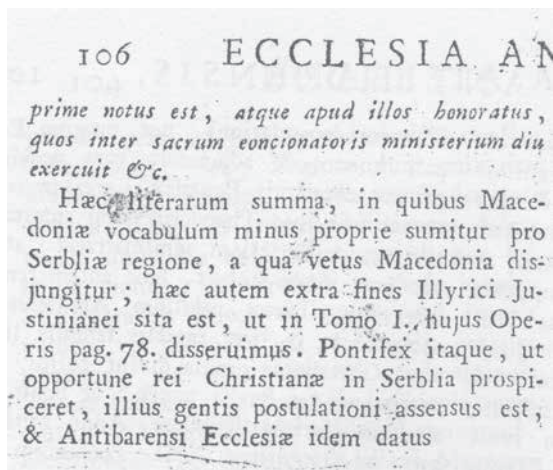 106 ECCLESIA AN
prime notus est, atque apud illos honoratus,
quos inter sacrum eoncionatoris ministerium diu
exercuit &c.
Hæc literarum summa, in quibus Mace-
doniæ vocabulum minus proprie sumitur pro
Serbliæ regione, a qua vetus Macedonia dis-
jungitur; hæc autem extra fines Illyrici Ju-
stinianei sita est, ut in Tomo I. hujus Ope-
ris pag. 78. disseruimus. Pontifex itaque, ut
opportune rei Christianæ in Serblia prospi-
ceret, illius gentis postulationi assensus est,
& Antibarensi Ecclesiæ idem datus